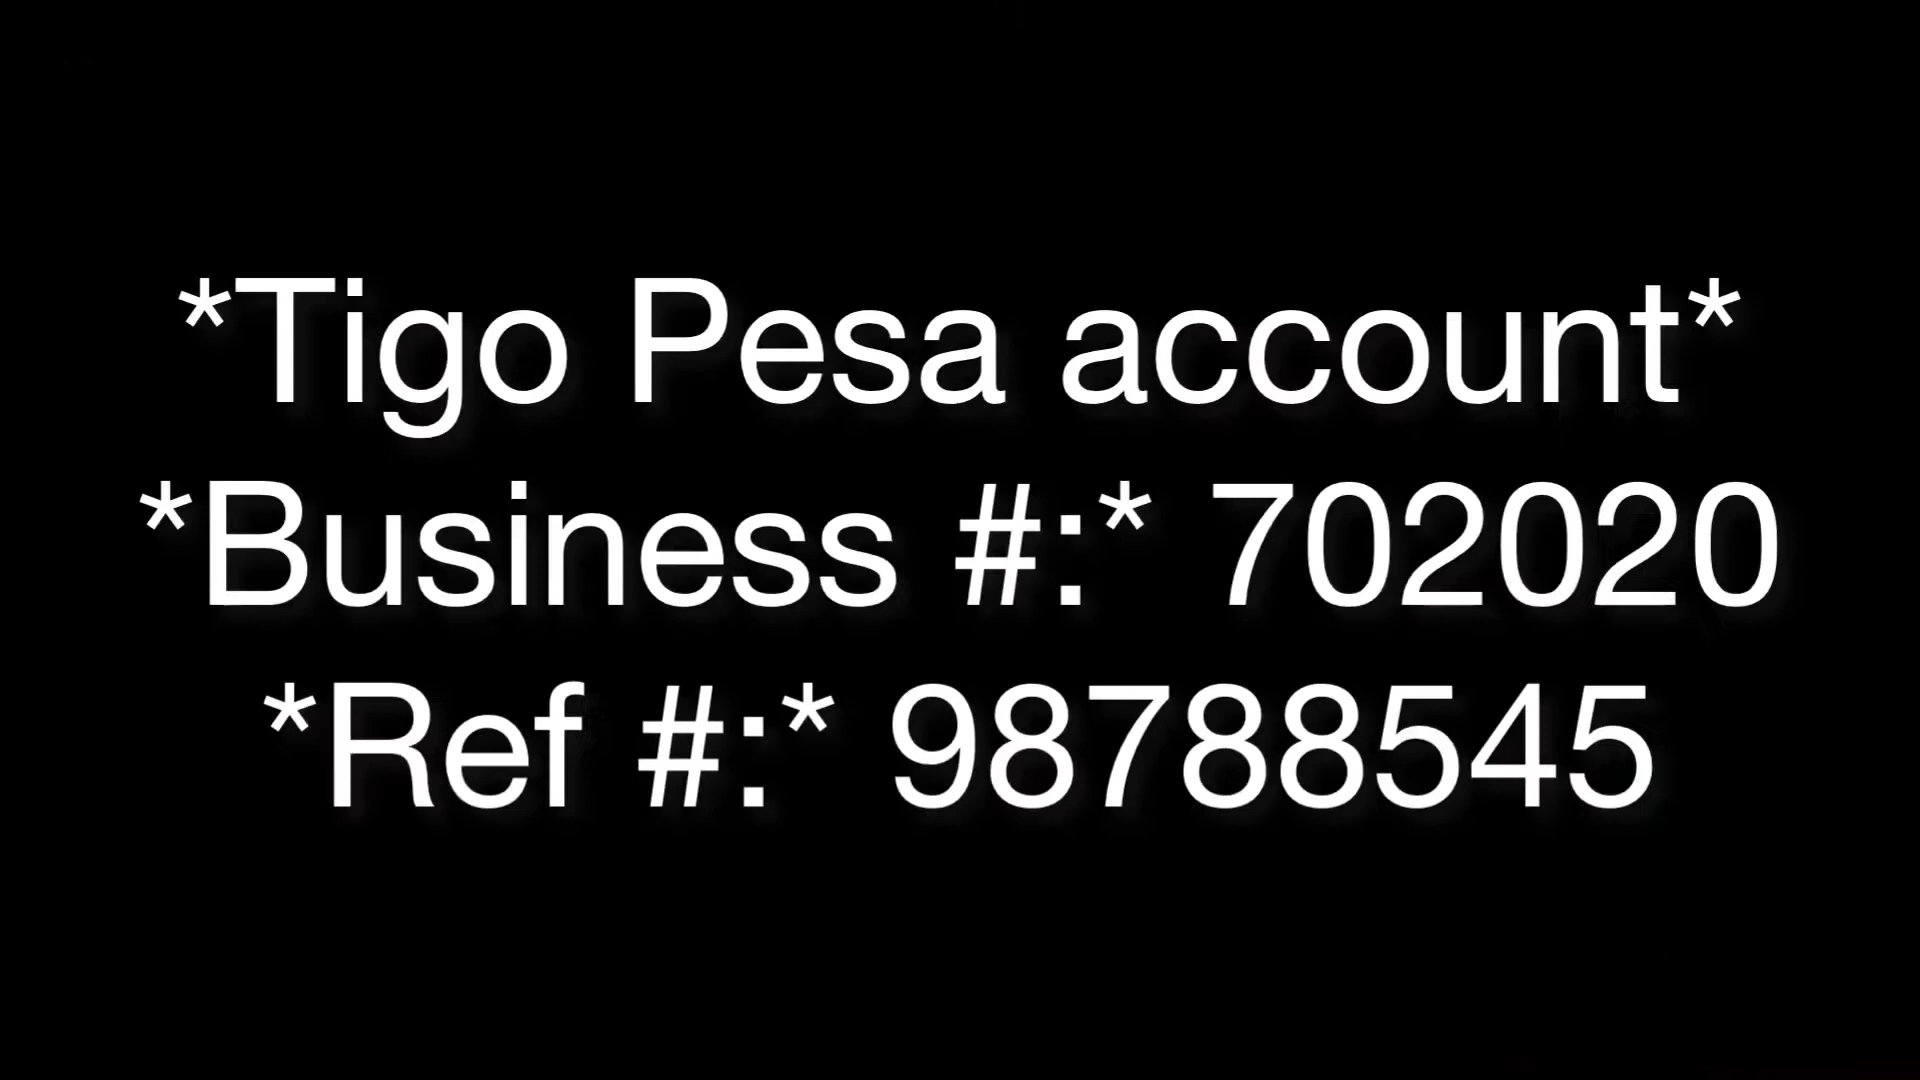 *Tigo Pesa account*
*Business #:* 702020
*Ref #:* 98788545